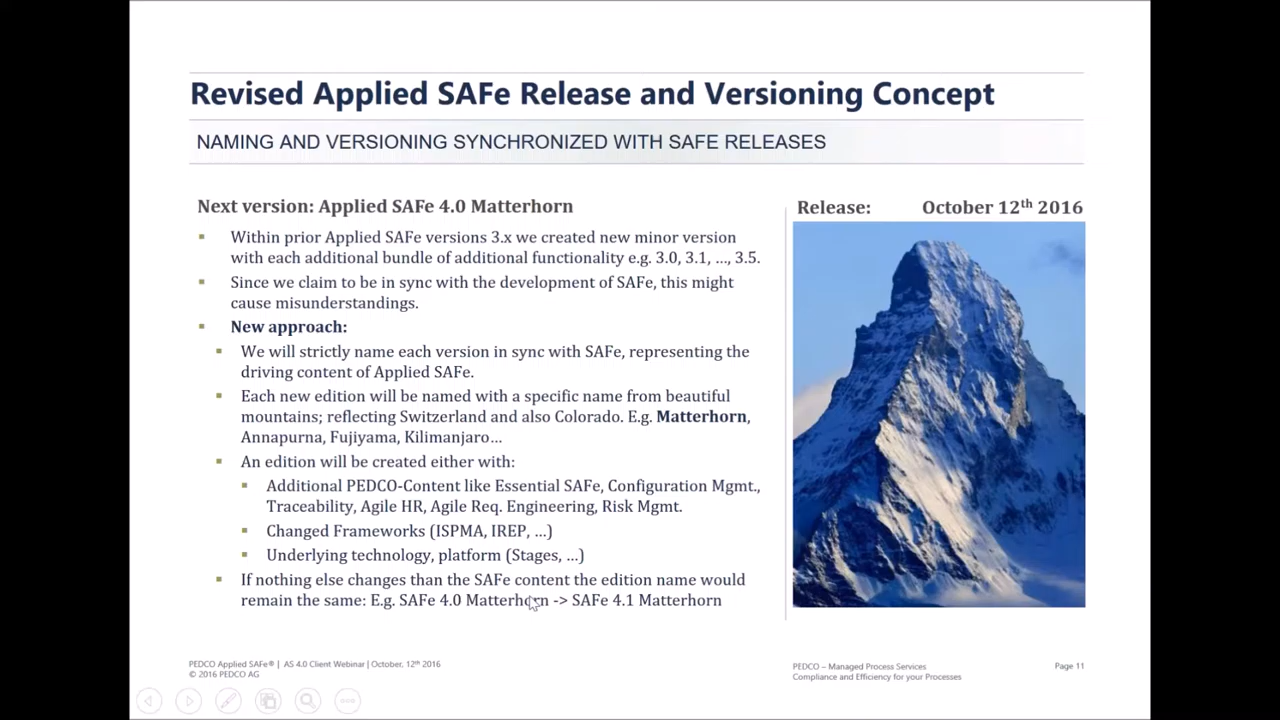 Revised Applied SAFe Release and Versioning Concept
NAMING AND VERSIONING SYNCHRONIZED WITH SAFE RELEASES
Next version: Applied SAFe 4.0 Matterhorn
Within prior Applied SAFe versions 3.x we created new minor version
with each additional bundle of additional functionality e.g. 3.0, 3.1, ..., 3.5.
Since we claim to be in sync with the development of SAFe, this might
cause misunderstandings.
New approach:
We will strictly name each version in sync with SAFe, representing the
driving content of Applied SAFe.
Each new edition will be named with a specific name from beautiful
mountains; reflecting Switzerland and also Colorado. E.g. Matterhorn,
Annapurna, Fujiyama, Kilimanjaro...
An edition will be created either with:
Additional PEDCO-Content like Essential SAFe, Configuration Mgmt.,
Traceability, Agile HR, Agile Req. Engineering, Risk Mgmt.
Changed Frameworks (ISPMA, IREP, ...)
Underlying technology, platform (Stages, ...)
If nothing else changes than the SAFe content the edition name would
remain the same: E.g. SAFe 4.0 Matterhorn -> SAFe 4.1 Matterhorn
Release: October 12th 2016
PEDCO Applied SAFe® | AS 4.0 Client Webinar | October, 12th 2016
© 2016 PEDCO AG
PEDCO – Managed Process Services
Compliance and Efficiency for your Processes
Page 11